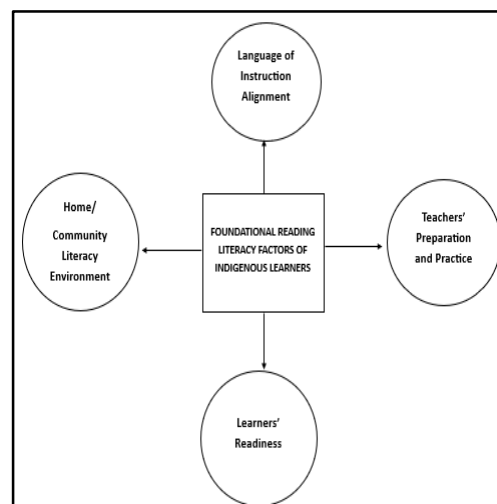 Language of
Instruction
Alignment
Home/
Community
Literacy
Environment
FOUNDATIONAL READING
LITERACY FACTORS OF
INDIGENOUS LEARNERS
Teachers'
Preparation
and Practice
Learners'
Readiness